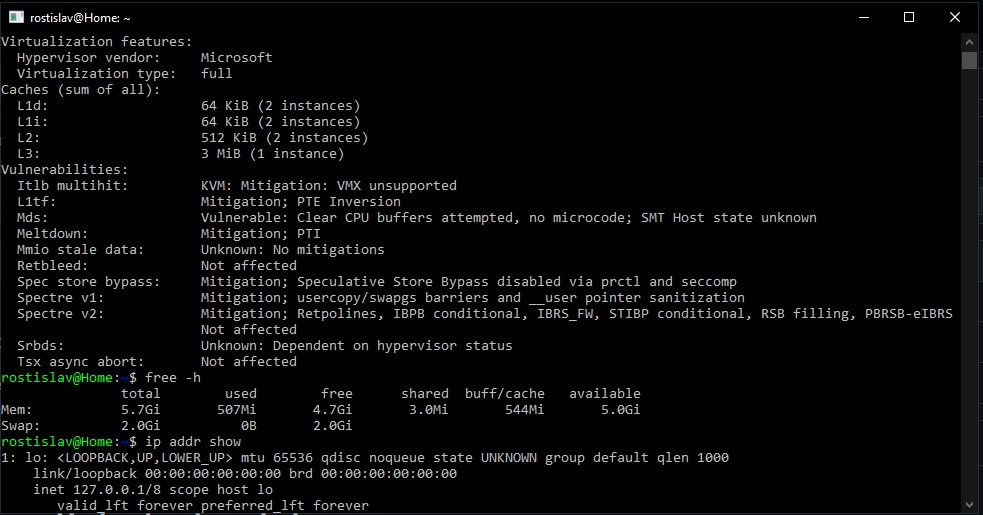 rostislav@Home: ~
Virtualization features:
  Hypervisor vendor:     Microsoft
  Virtualization type:   full
Caches (sum of all):
  L1d:                   64 KiB (2 instances)
  L1i:                   64 KiB (2 instances)
  L2:                    512 KiB (2 instances)
  L3:                    3 MiB (1 instance)
Vulnerabilities:
  Itlb multihit:         KVM: Mitigation: VMX unsupported
  L1tf:                  Mitigation; PTE Inversion
  Mds:                   Vulnerable: Clear CPU buffers attempted, no microcode; SMT Host state unknown
  Meltdown:              Mitigation; PTI
  Mmio stale data:       Unknown: No mitigations
  Retbleed:              Not affected
  Spec store bypass:     Mitigation; Speculative Store Bypass disabled via prctl and seccomp
  Spectre v1:            Mitigation; usercopy/swapgs barriers and __user pointer sanitization
  Spectre v2:            Mitigation; Retpolines, IBPB conditional, IBRS_FW, STIBP conditional, RSB filling, PBRSB-eIBRS
                         Not affected
  Srbds:                 Unknown: Dependent on hypervisor status
  Tsx async abort:       Not affected
rostislav@Home:~$ free -h
               total        used        free      shared  buff/cache   available
Mem:           5.7Gi       507Mi       4.7Gi       3.0Mi       544Mi       5.0Gi
Swap:          2.0Gi          0B       2.0Gi
rostislav@Home:~$ ip addr show
1: lo: <LOOPBACK,UP,LOWER_UP> mtu 65536 qdisc noqueue state UNKNOWN group default qlen 1000
    link/loopback 00:00:00:00:00:00 brd 00:00:00:00:00:00
    inet 127.0.0.1/8 scope host lo
       valid_lft forever preferred_lft forever